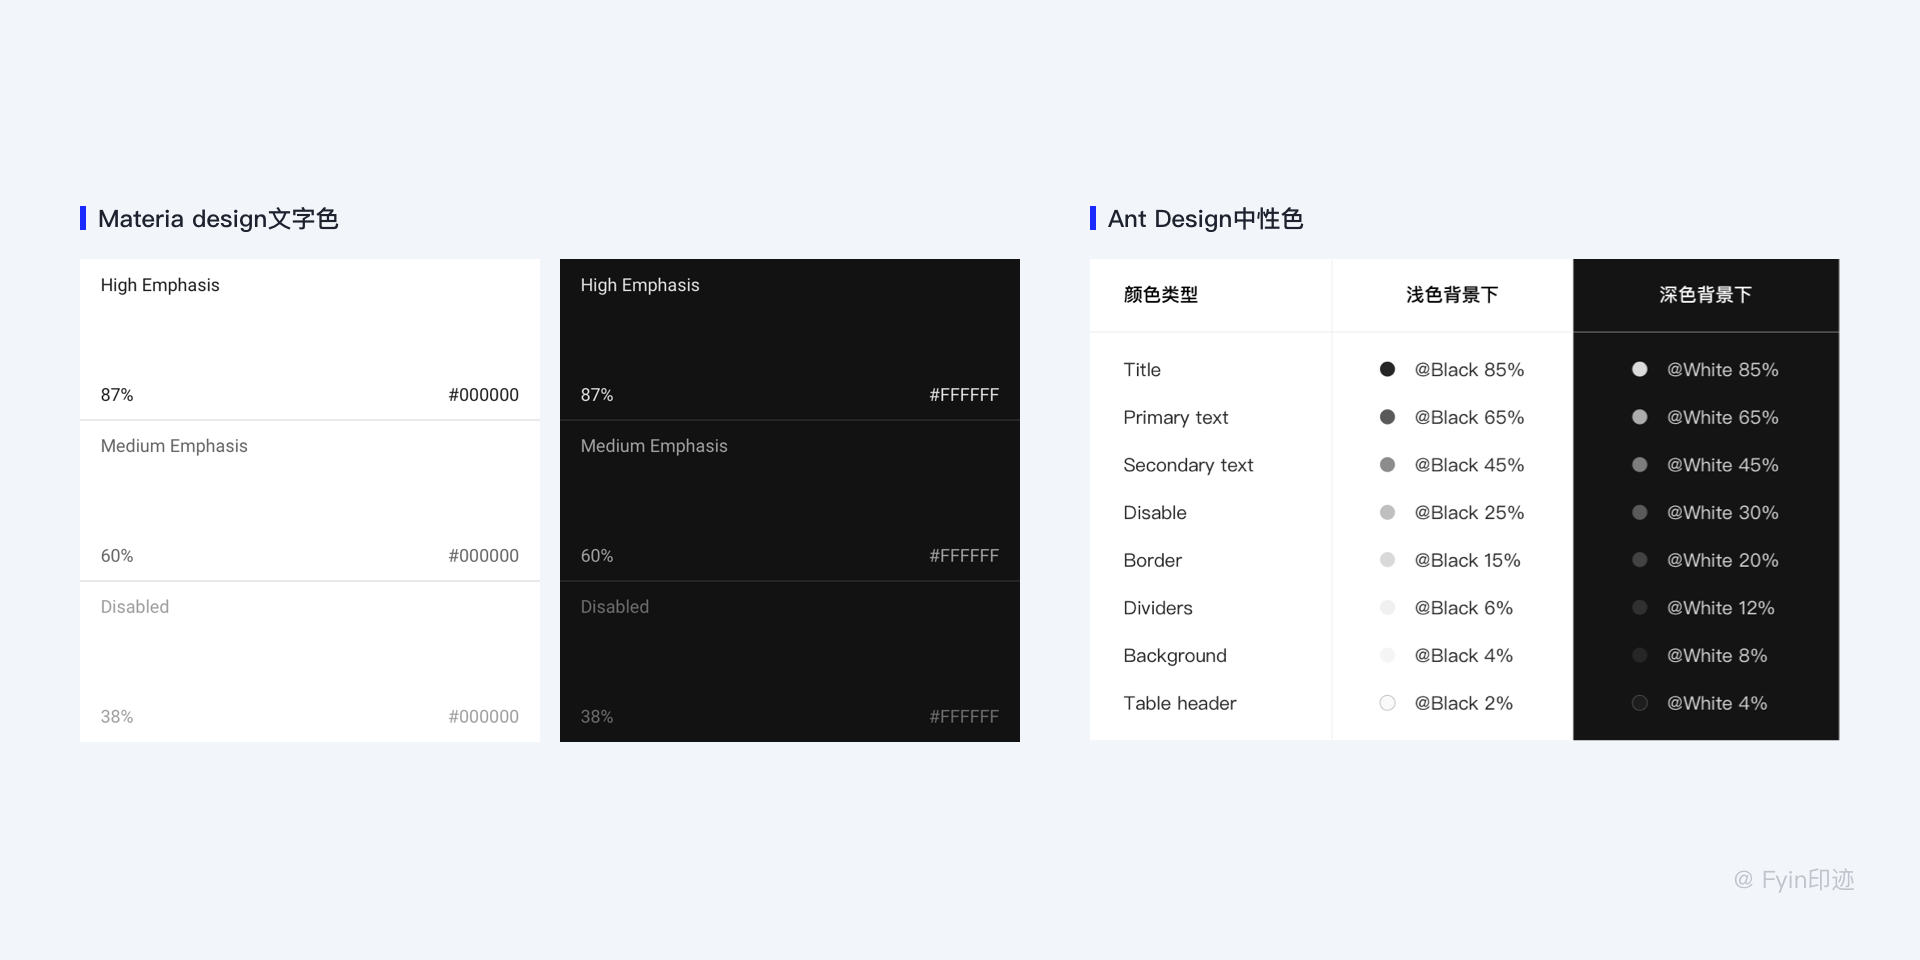 Materia design文字色
High Emphasis
87% #000000
Medium Emphasis
60% #000000
Disabled
38% #000000
High Emphasis
87% #FFFFFF
Medium Emphasis
60% #FFFFFF
Disabled
38% #FFFFFF
Ant Design中性色
颜色类型 浅色背景下 深色背景下
Title @Black 85% @White 85%
Primary text @Black 65% @White 65%
Secondary text @Black 45% @White 45%
Disable @Black 25% @White 30%
Border @Black 15% @White 20%
Dividers @Black 6% @White 12%
Background @Black 4% @White 8%
Table header @Black 2% @White 4%
@ Fyin印迹